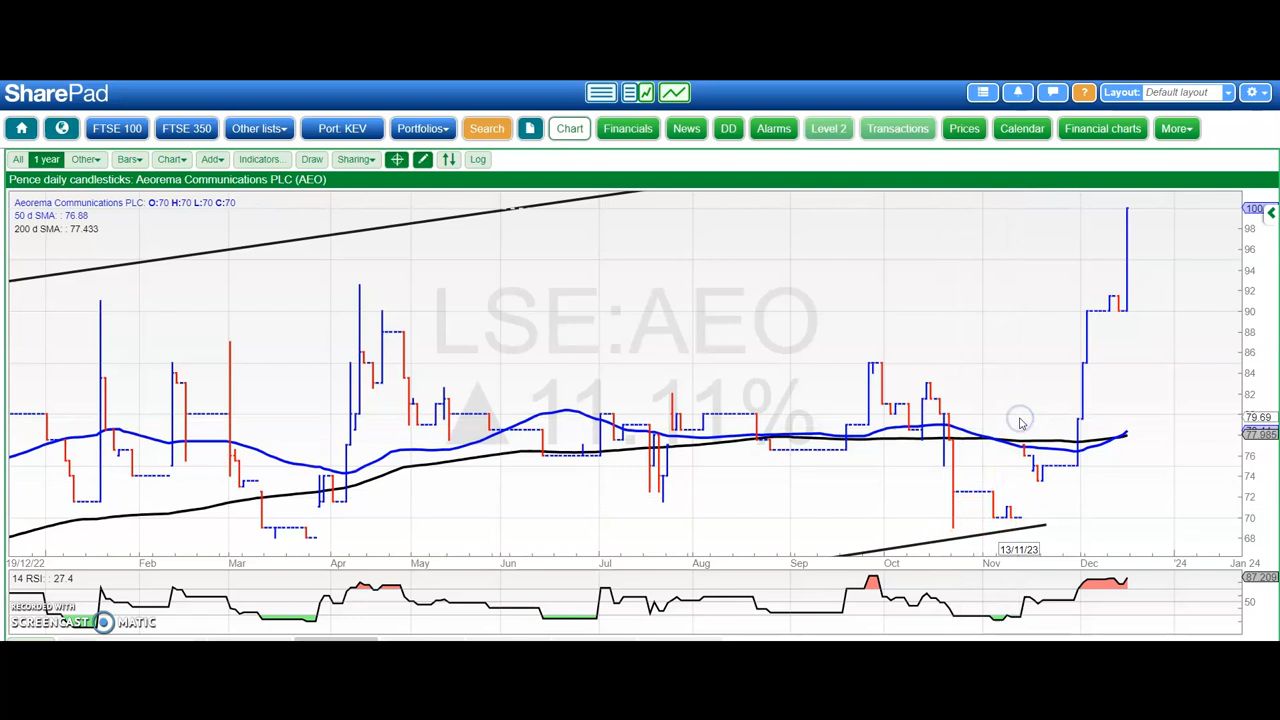 SharePad
Layout: Default layout
FTSE 100 FTSE 350 Other lists Port: KEV Portfolios Search Chart Financials News DD Alarms Level 2 Transactions Prices Calendar Financial charts More
All 1 year Other Bars Chart Add Indicators... Draw Sharing Log
Pence daily candlesticks: Aeorema Communications PLC (AEO)
Aeorema Communications PLC: O:70 H:70 L:70 C:70
50 d SMA: : 76.88
200 d SMA: : 77.433
LSE:AEO
▲11.11%
100
98
96
94
92
90
88
86
84
82
79.69
77.985
76
74
72
70
68
13/11/23
19/12/22 Feb Mar Apr May Jun Jul Aug Sep Oct Nov Dec '24 Jan 24
14 RSI: : 27.4
87.209
50
RECORDED WITH
SCREENCAST MATIC